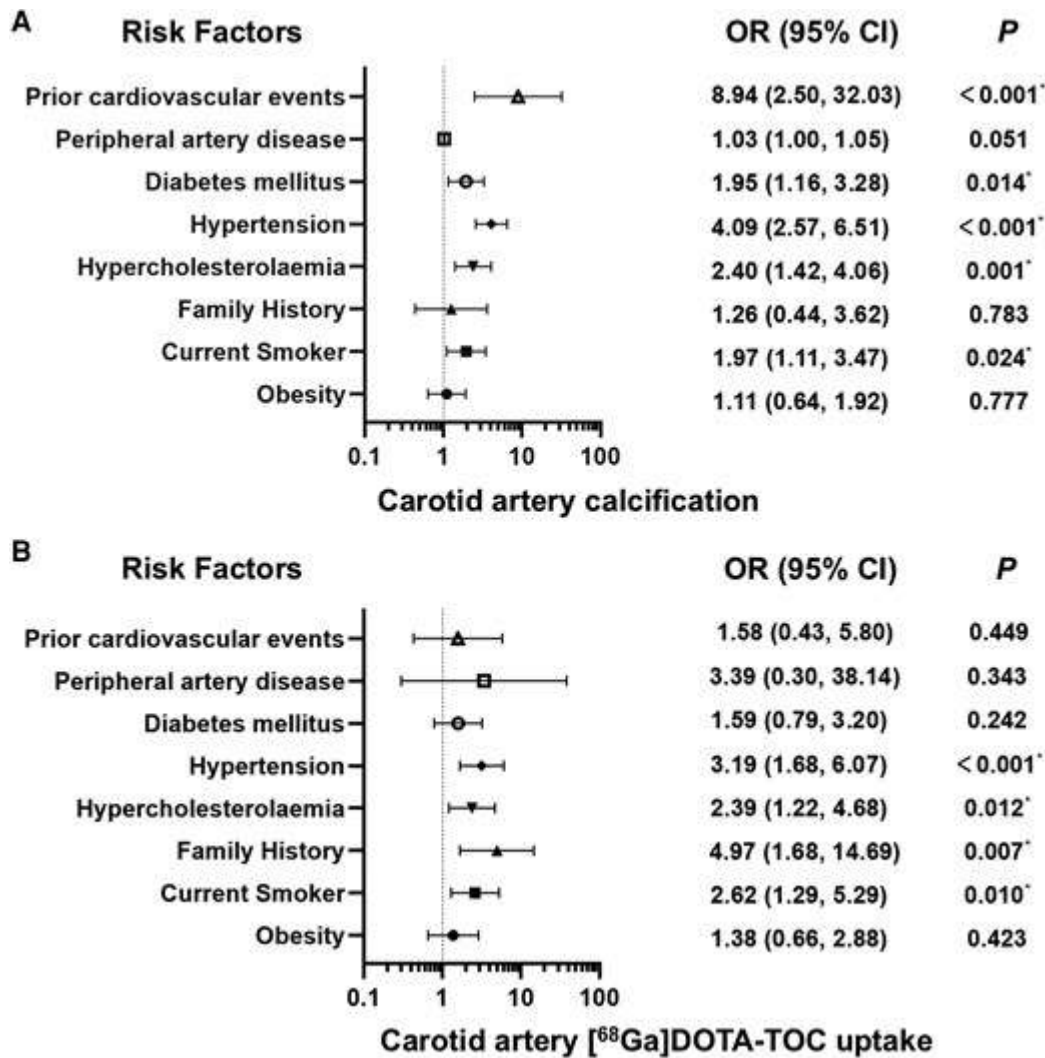 A
Risk Factors OR (95% CI) P
Prior cardiovascular events 8.94 (2.50, 32.03) <0.001*
Peripheral artery disease 1.03 (1.00, 1.05) 0.051
Diabetes mellitus 1.95 (1.16, 3.28) 0.014*
Hypertension 4.09 (2.57, 6.51) <0.001*
Hypercholesterolaemia 2.40 (1.42, 4.06) 0.001*
Family History 1.26 (0.44, 3.62) 0.783
Current Smoker 1.97 (1.11, 3.47) 0.024*
Obesity 1.11 (0.64, 1.92) 0.777
0.1 1 10 100
Carotid artery calcification
B
Risk Factors OR (95% CI) P
Prior cardiovascular events 1.58 (0.43, 5.80) 0.449
Peripheral artery disease 3.39 (0.30, 38.14) 0.343
Diabetes mellitus 1.59 (0.79, 3.20) 0.242
Hypertension 3.19 (1.68, 6.07) <0.001*
Hypercholesterolaemia 2.39 (1.22, 4.68) 0.012*
Family History 4.97 (1.68, 14.69) 0.007*
Current Smoker 2.62 (1.29, 5.29) 0.010*
Obesity 1.38 (0.66, 2.88) 0.423
0.1 1 10 100
Carotid artery [⁶⁸Ga]DOTA-TOC uptake